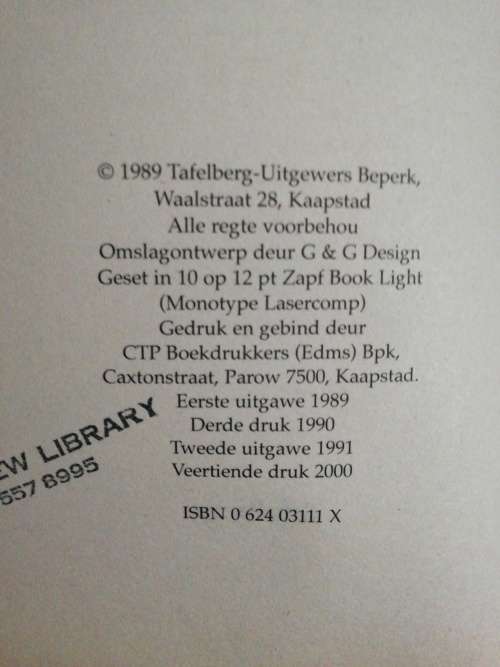 © 1989 Tafelberg-Uitgewers Beperk,
Waalstraat 28, Kaapstad
Alle regte voorbehou
Omslagontwerp deur G & G Design
Geset in 10 op 12 pt Zapf Book Light
(Monotype Lasercomp)
Gedruk en gebind deur
CTP Boekdrukkers (Edms) Bpk,
Caxtonstraat, Parow 7500, Kaapstad.
Eerste uitgawe 1989
Derde druk 1990
Tweede uitgawe 1991
Veertiende druk 2000
ISBN 0 624 03111 X
LIBRARY
557 8995